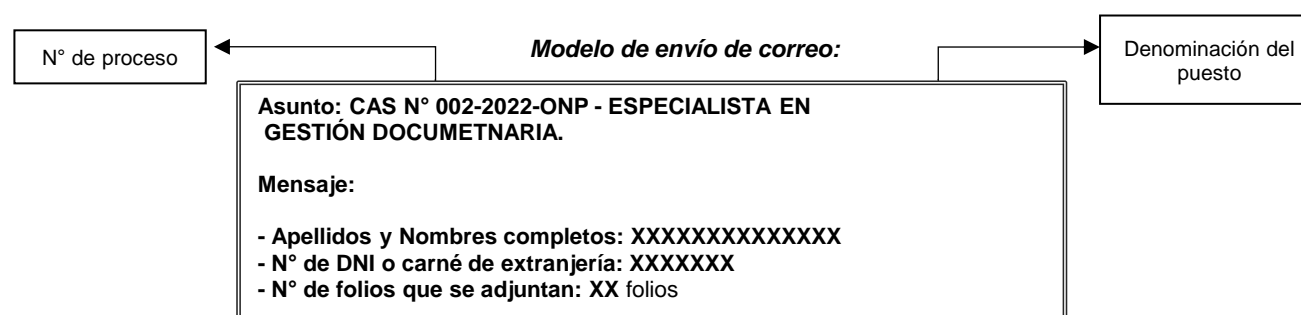 N° de proceso
Modelo de envío de correo:
Denominación del
puesto
Asunto: CAS N° 002-2022-ONP - ESPECIALISTA EN
GESTIÓN DOCUMETNARIA.
Mensaje:
- Apellidos y Nombres completos: XXXXXXXXXXXXXX
- N° de DNI o carné de extranjería: XXXXXXX
- N° de folios que se adjuntan: XX folios